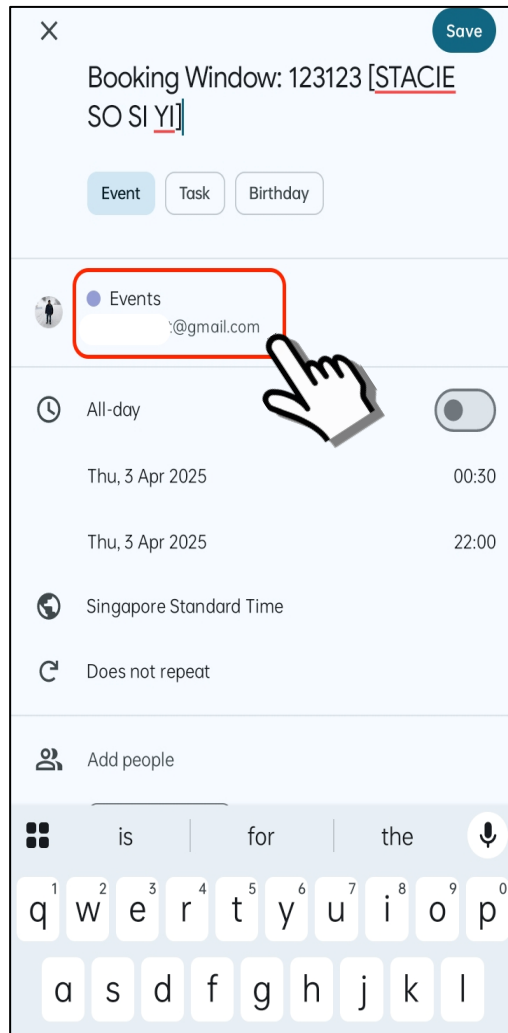 Save
Booking Window: 123123 [STACIE
SO SI YI]
Event Task Birthday
Events
@gmail.com
All-day
Thu, 3 Apr 2025 00:30
Thu, 3 Apr 2025 22:00
Singapore Standard Time
Does not repeat
Add people
is for the
1 2 3 4 5 6 7 8 9 0
q w e r t y u i o p
a s d f g h j k l